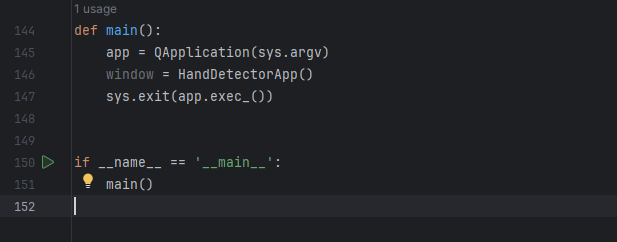 1 usage
144 def main():
145     app = QApplication(sys.argv)
146     window = HandDetectorApp()
147     sys.exit(app.exec_())
148
149
150 if __name__ == '__main__':
151     main()
152